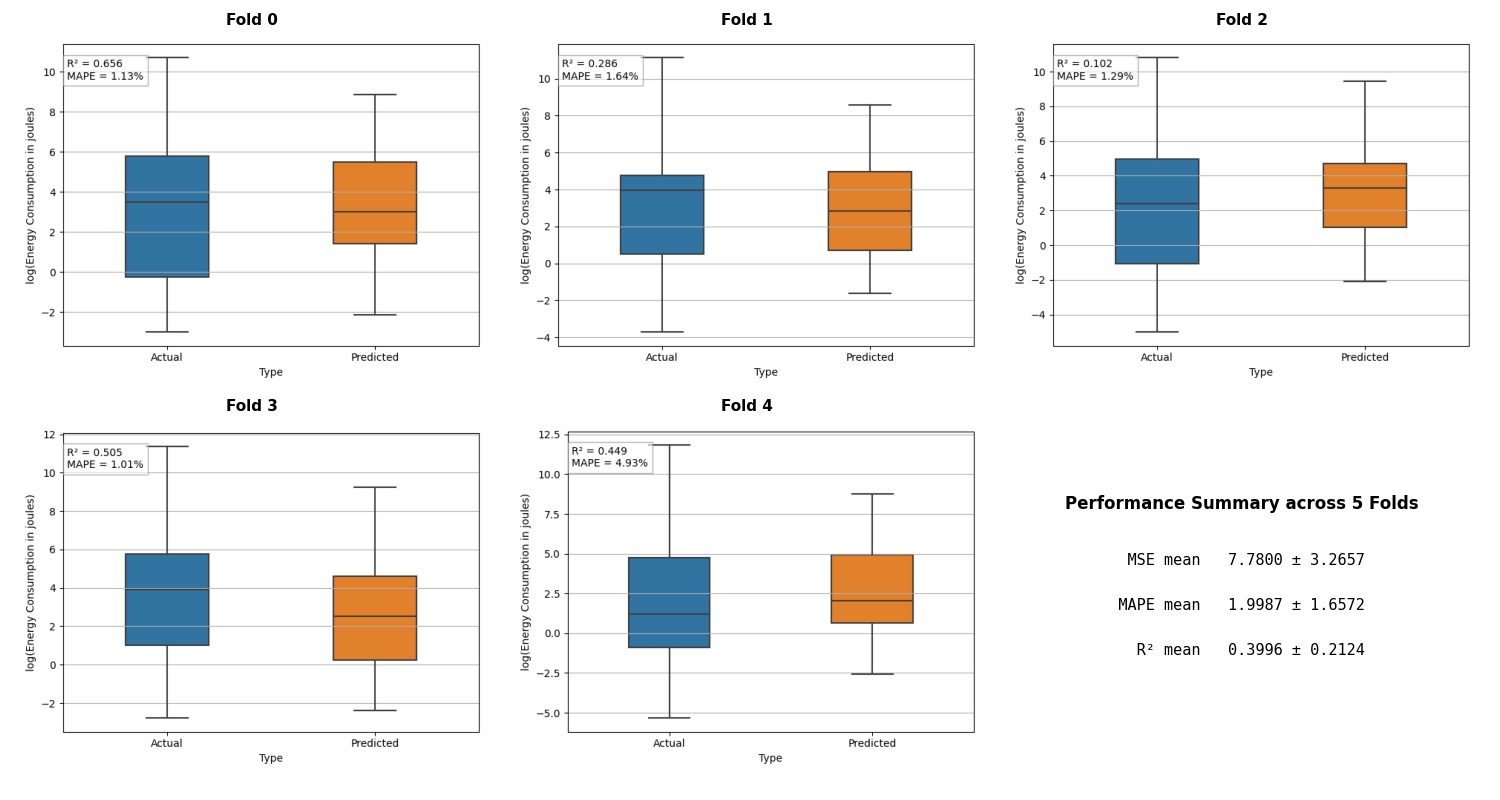 Fold 0
R² = 0.656
MAPE = 1.13%
log(Energy Consumption in joules)
10
8
6
4
2
0
−2
Actual
Predicted
Type
Fold 1
R² = 0.286
MAPE = 1.64%
log(Energy Consumption in joules)
10
8
6
4
2
0
−2
−4
Actual
Predicted
Type
Fold 2
R² = 0.102
MAPE = 1.29%
log(Energy Consumption in joules)
10
8
6
4
2
0
−2
−4
Actual
Predicted
Type
Fold 3
R² = 0.505
MAPE = 1.01%
log(Energy Consumption in joules)
12
10
8
6
4
2
0
−2
Actual
Predicted
Type
Fold 4
R² = 0.449
MAPE = 4.93%
log(Energy Consumption in joules)
12.5
10.0
7.5
5.0
2.5
0.0
−2.5
−5.0
Actual
Predicted
Type
Performance Summary across 5 Folds
MSE mean 7.7800 ± 3.2657
MAPE mean 1.9987 ± 1.6572
R² mean 0.3996 ± 0.2124